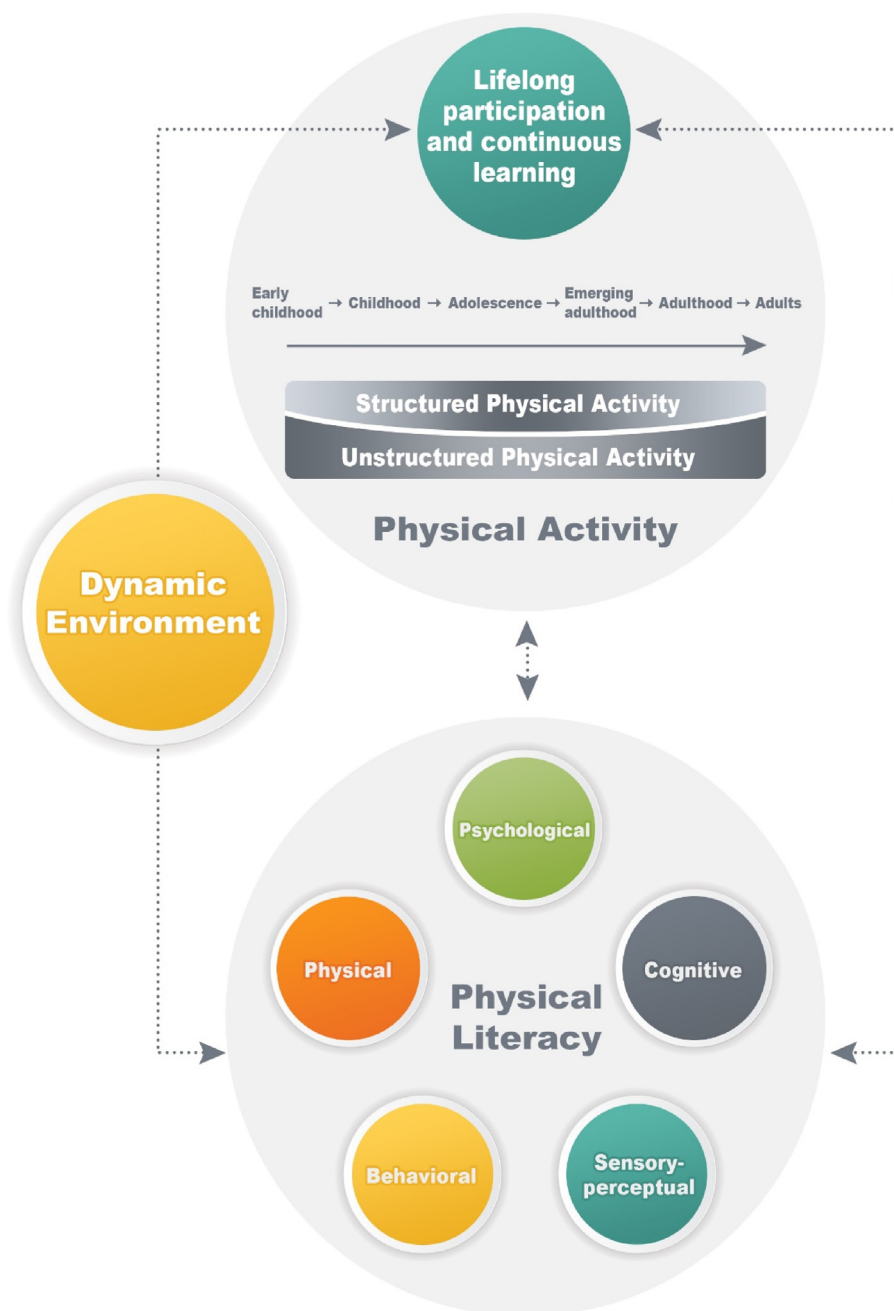 Lifelong
participation
and continuous
learning
Early
childhood → Childhood → Adolescence → Emerging
adulthood → Adulthood → Adults
Structured Physical Activity
Unstructured Physical Activity
Physical Activity
Dynamic
Environment
Psychological
Physical
Cognitive
Physical
Literacy
Behavioral
Sensory-
perceptual